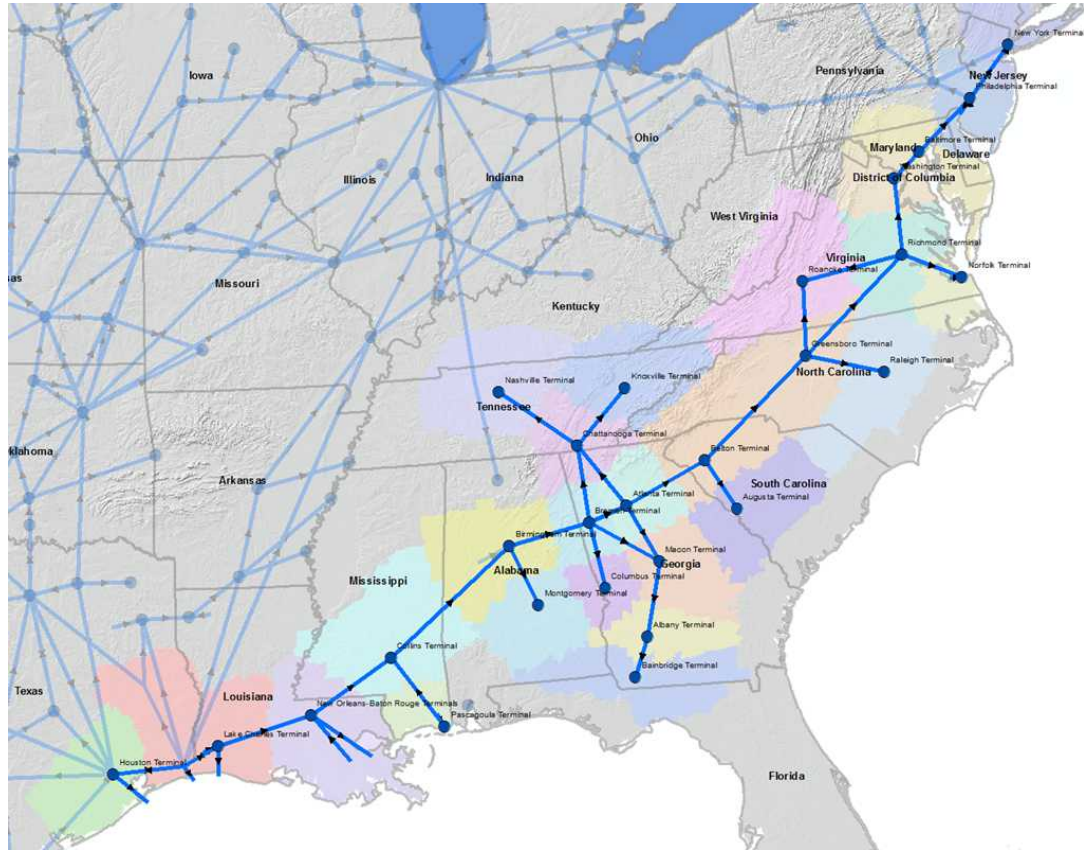 New York Terminal
Iowa
Pennsylvania
New Jersey
Philadelphia Terminal
Ohio
Baltimore Terminal
Maryland
Delaware
Washington Terminal
District of Columbia
Illinois
Indiana
West Virginia
Richmond Terminal
Virginia
Norfolk Terminal
Roanoke Terminal
Missouri
Kentucky
Greensboro Terminal
Raleigh Terminal
North Carolina
Knoxville Terminal
Nashville Terminal
Tennessee
Chattanooga Terminal
Belton Terminal
klahoma
Arkansas
South Carolina
Atlanta Terminal
Augusta Terminal
Bremen Terminal
Birmingham Terminal
Macon Terminal
Georgia
Alabama
Mississippi
Columbus Terminal
Montgomery Terminal
Albany Terminal
Collins Terminal
Bainbridge Terminal
Texas
Louisiana
New Orleans-Baton Rouge Terminals
Pascagoula Terminal
Lake Charles Terminal
Houston Terminal
Florida